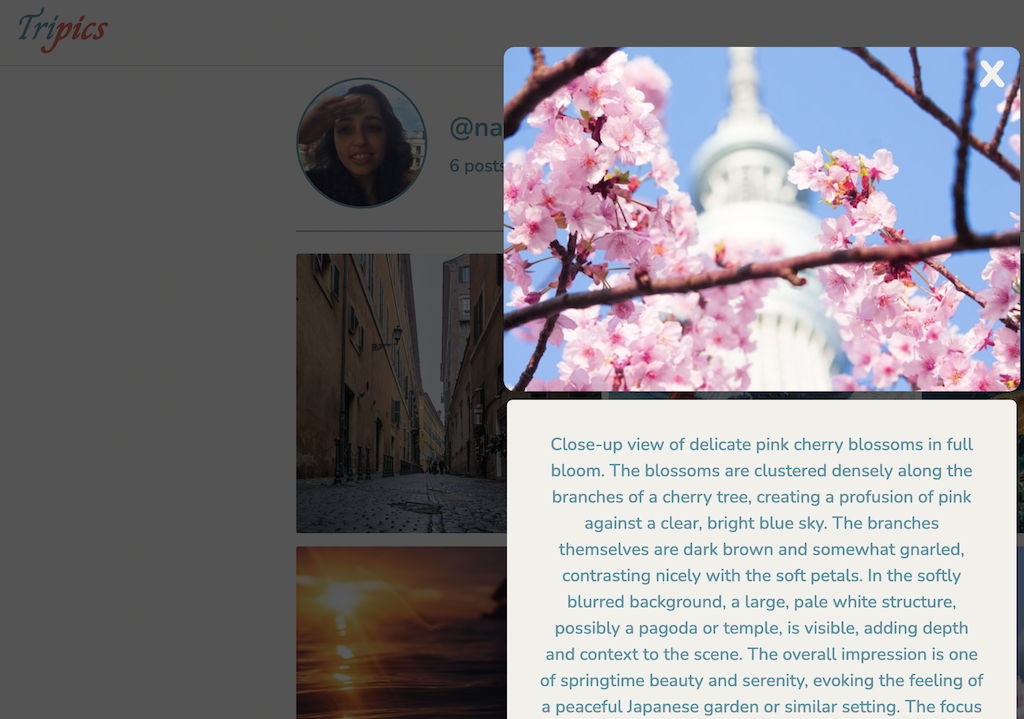 Tripics
@na
6 posts
X
Close-up view of delicate pink cherry blossoms in full
bloom. The blossoms are clustered densely along the
branches of a cherry tree, creating a profusion of pink
against a clear, bright blue sky. The branches
themselves are dark brown and somewhat gnarled,
contrasting nicely with the soft petals. In the softly
blurred background, a large, pale white structure,
possibly a pagoda or temple, is visible, adding depth
and context to the scene. The overall impression is one
of springtime beauty and serenity, evoking the feeling of
a peaceful Japanese garden or similar setting. The focus